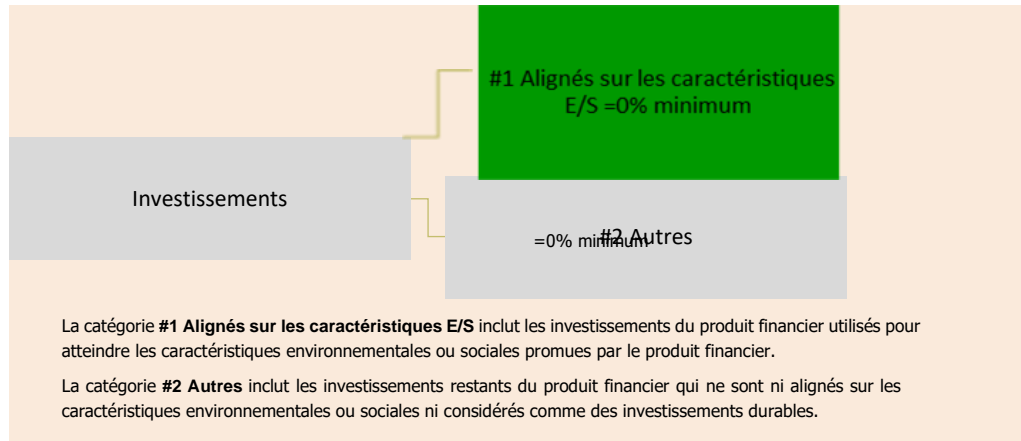 #1 Alignés sur les caractéristiques
E/S =0% minimum
Investissements
#2 Autres
=0% minimum
La catégorie #1 Alignés sur les caractéristiques E/S inclut les investissements du produit financier utilisés pour
atteindre les caractéristiques environnementales ou sociales promues par le produit financier.
La catégorie #2 Autres inclut les investissements restants du produit financier qui ne sont ni alignés sur les
caractéristiques environnementales ou sociales ni considérés comme des investissements durables.